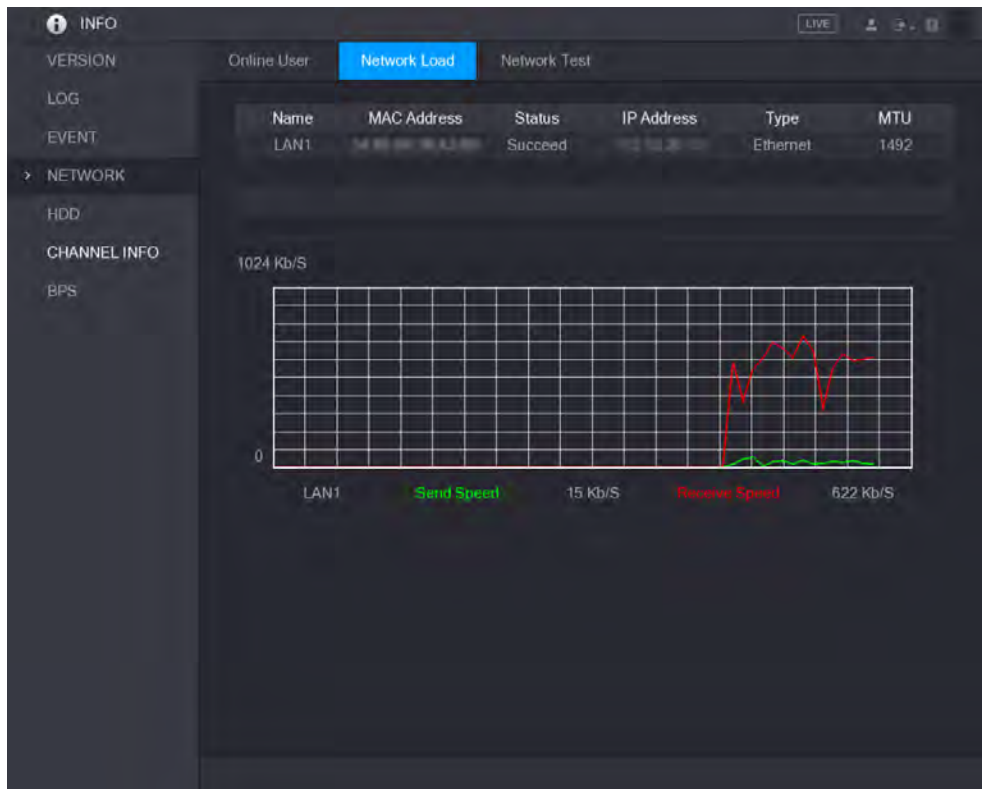 INFO
LIVE
VERSION
LOG
EVENT
NETWORK
HDD
CHANNEL INFO
BPS
Online User Network Load Network Test
Name MAC Address Status IP Address Type MTU
LAN1 Succeed Ethernet 1492
1024 Kb/S
0
LAN1 Send Speed 15 Kb/S Receive Speed 622 Kb/S